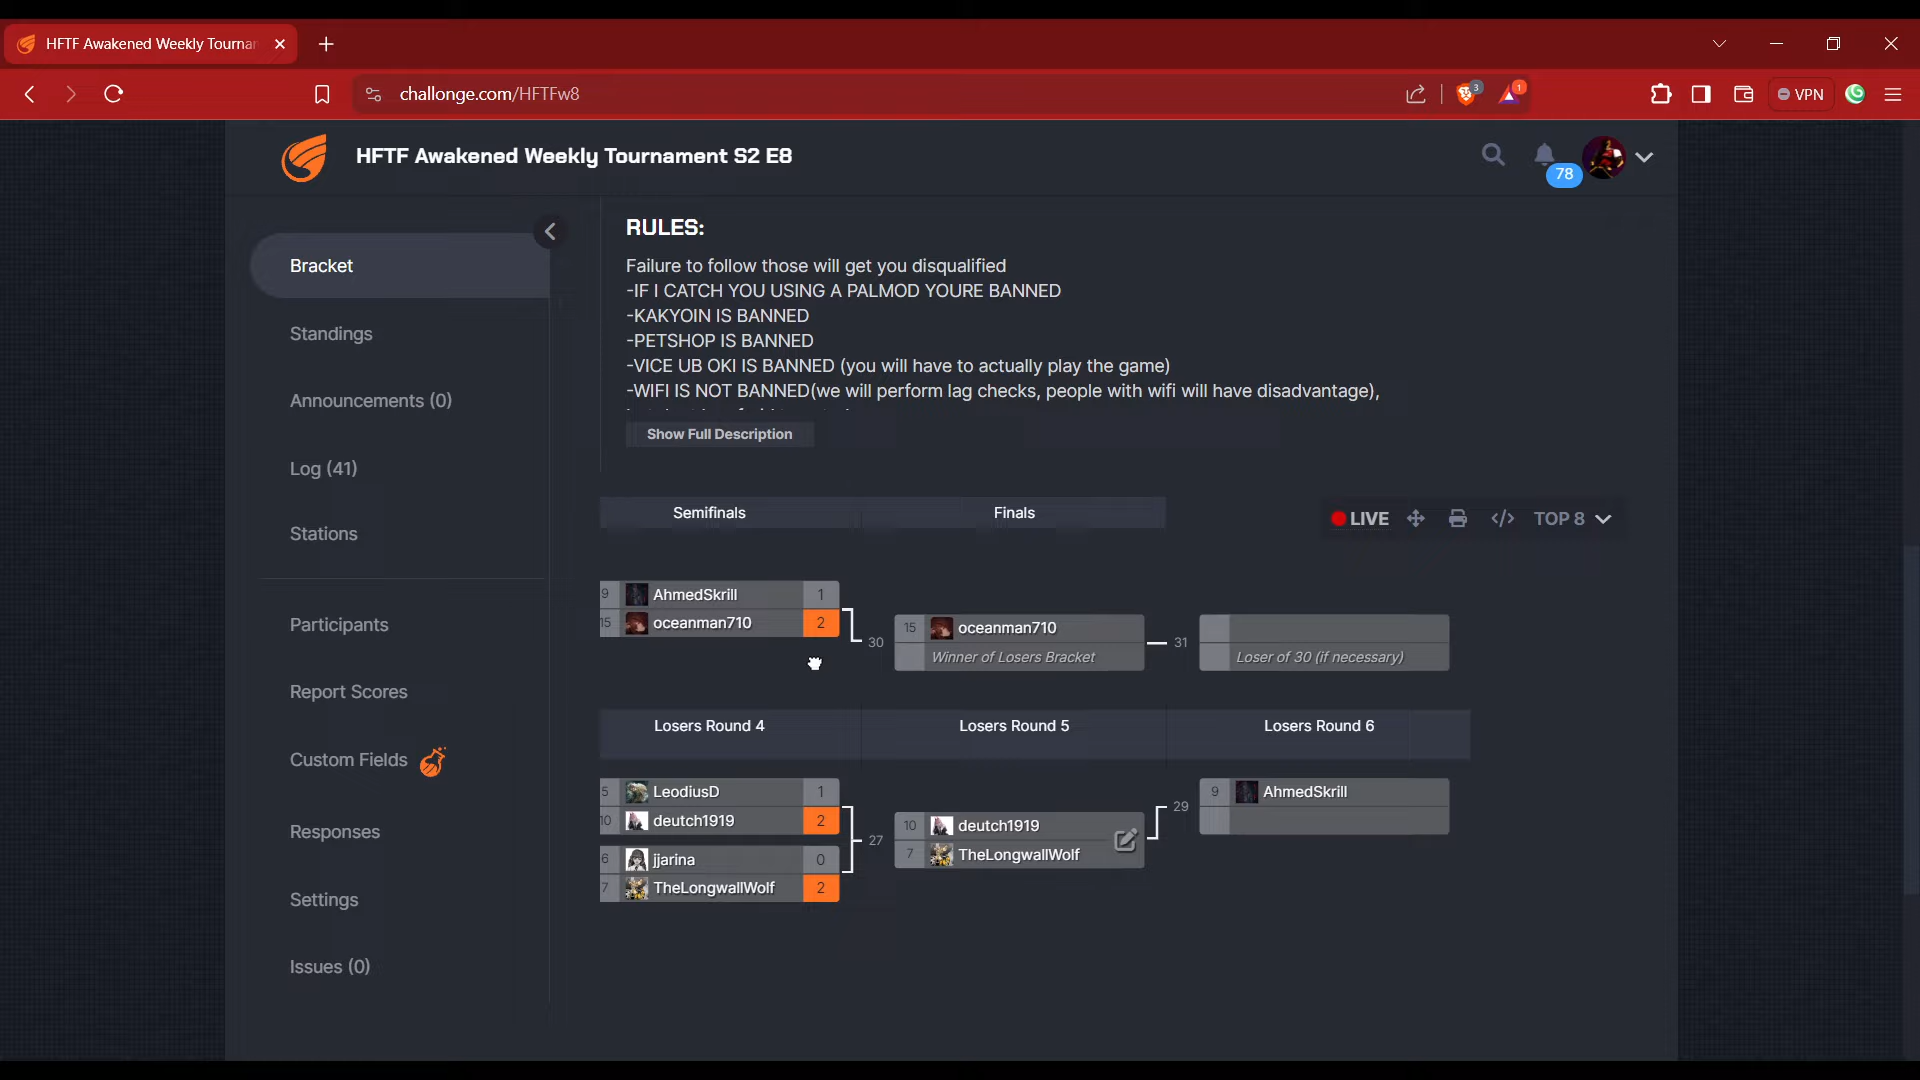 HFTF Awakened Weekly Tournar
challonge.com/HFTFw8
3
1
VPN
HFTF Awakened Weekly Tournament S2 E8
78
Bracket
Standings
Announcements (0)
Log (41)
Stations
Participants
Report Scores
Custom Fields
Responses
Settings
Issues (0)
RULES:
Failure to follow those will get you disqualified
-IF I CATCH YOU USING A PALMOD YOURE BANNED
-KAKYOIN IS BANNED
-PETSHOP IS BANNED
-VICE UB OKI IS BANNED (you will have to actually play the game)
-WIFI IS NOT BANNED(we will perform lag checks, people with wifi will have disadvantage),
Show Full Description
Semifinals
Finals
LIVE
</>
TOP 8
9 AhmedSkrill 1
15 oceanman710 2
30
15 oceanman710
Winner of Losers Bracket
31
Loser of 30 (if necessary)
Losers Round 4
Losers Round 5
Losers Round 6
5 LeodiusD 1
10 deutch1919 2
6 jjarina 0
7 TheLongwallWolf 2
27
10 deutch1919
7 TheLongwallWolf
29
9 AhmedSkrill